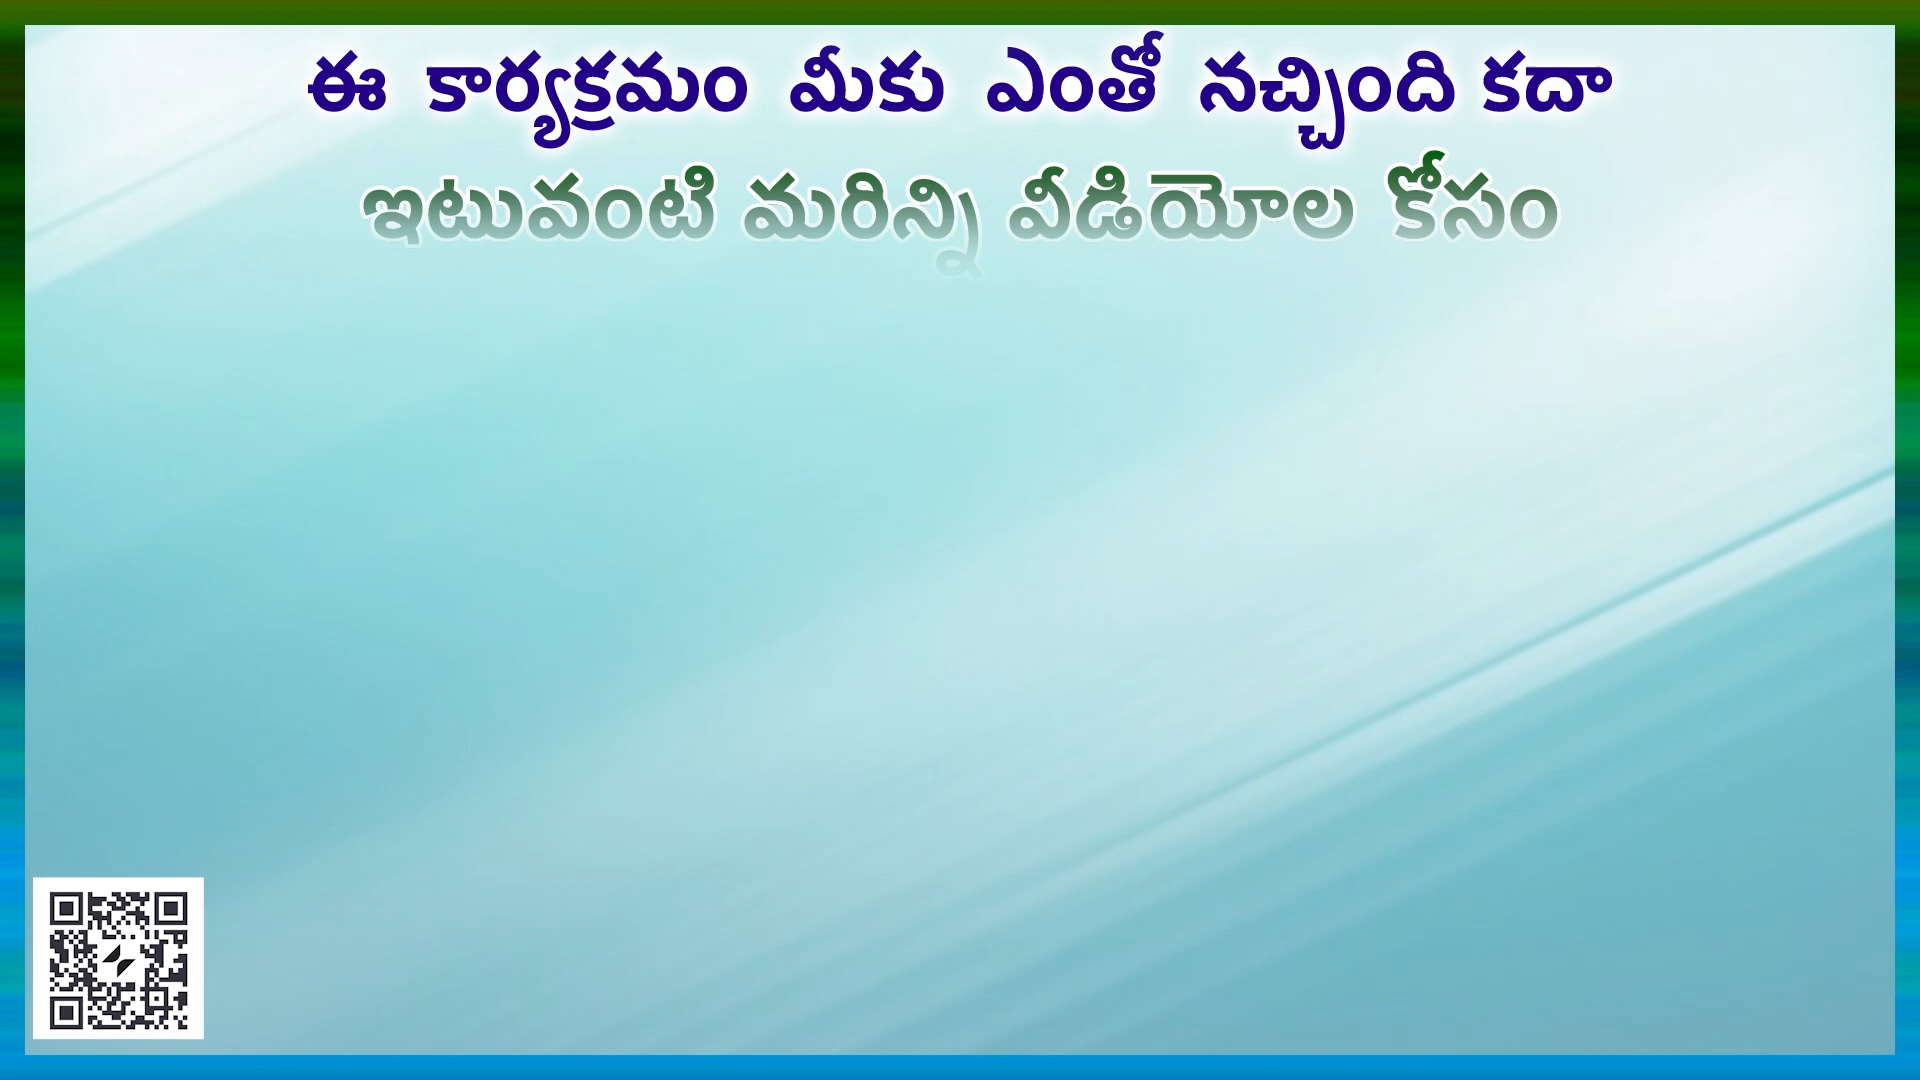 ఈ కార్యక్రమం మీకు ఎంతో నచ్చింది కదా
ఇటువంటి మరిన్ని వీడియోల కోసం